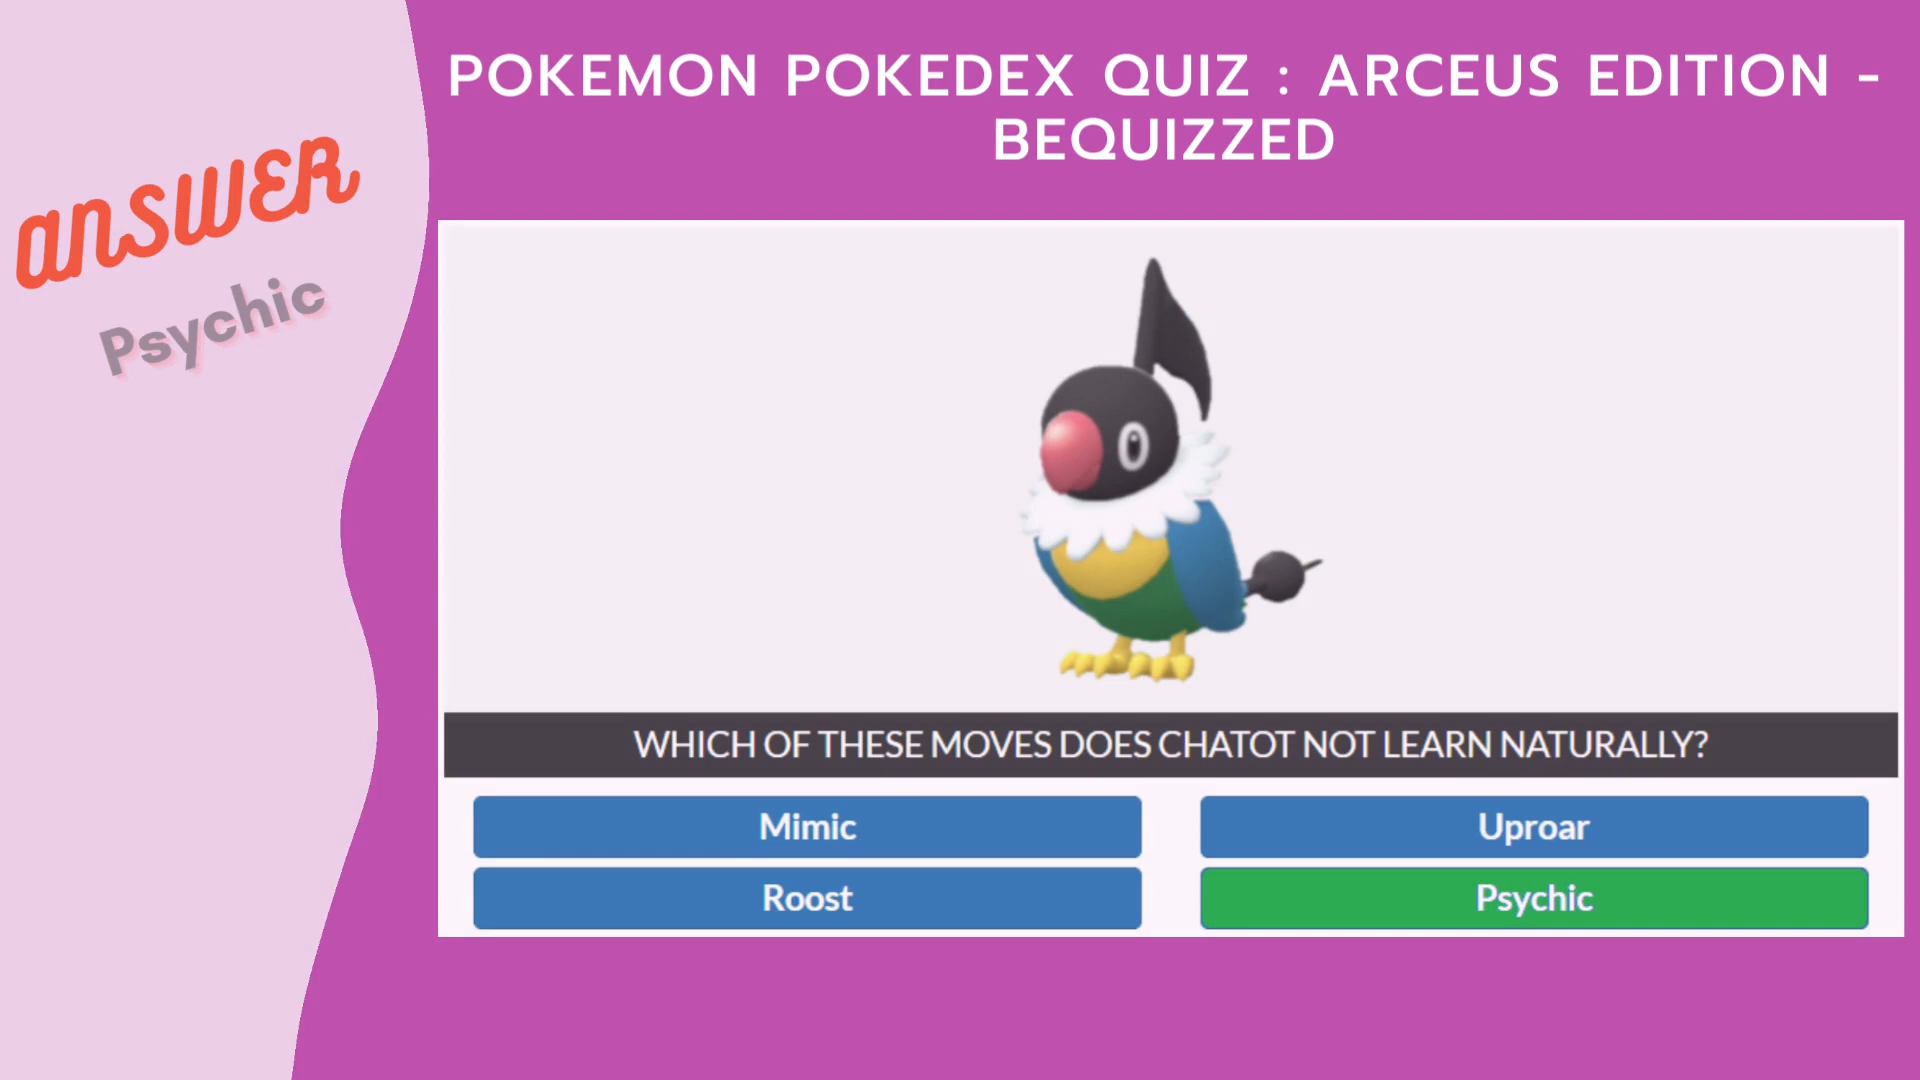 POKEMON POKEDEX QUIZ : ARCEUS EDITION -
BEQUIZZED
ANSWER
Psychic
WHICH OF THESE MOVES DOES CHATOT NOT LEARN NATURALLY?
Mimic
Uproar
Roost
Psychic